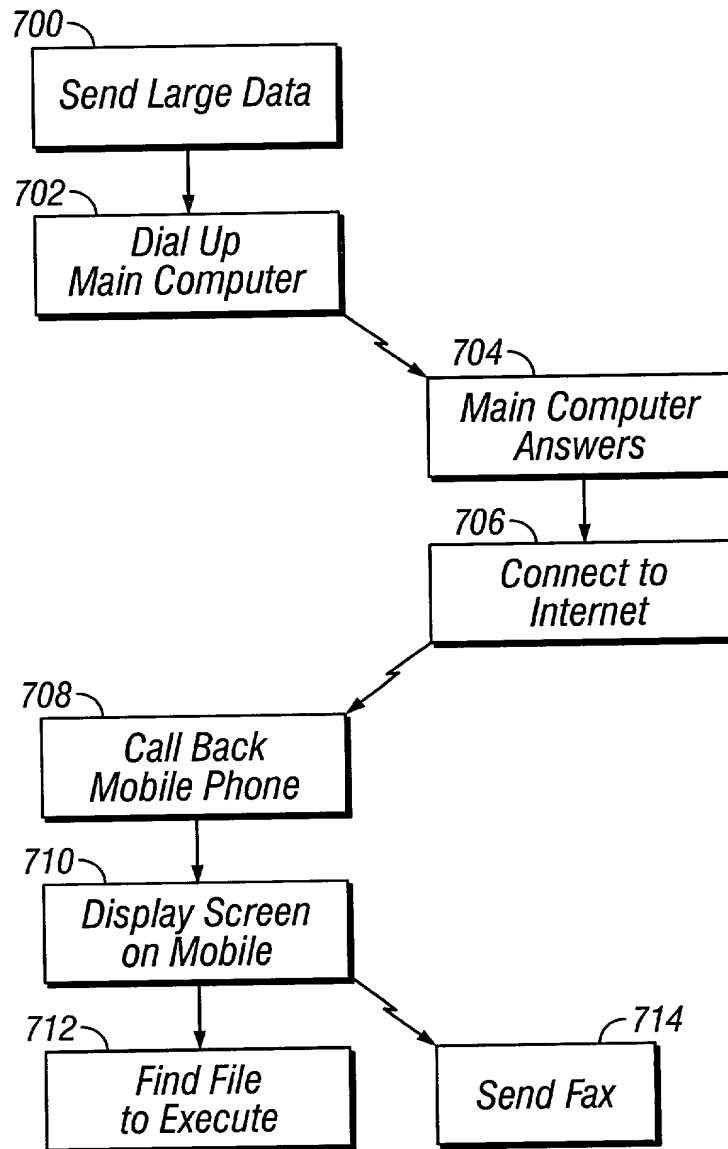 700
Send Large Data
702
Dial Up
Main Computer
704
Main Computer
Answers
706
Connect to
Internet
708
Call Back
Mobile Phone
710
Display Screen
on Mobile
712
Find File
to Execute
714
Send Fax